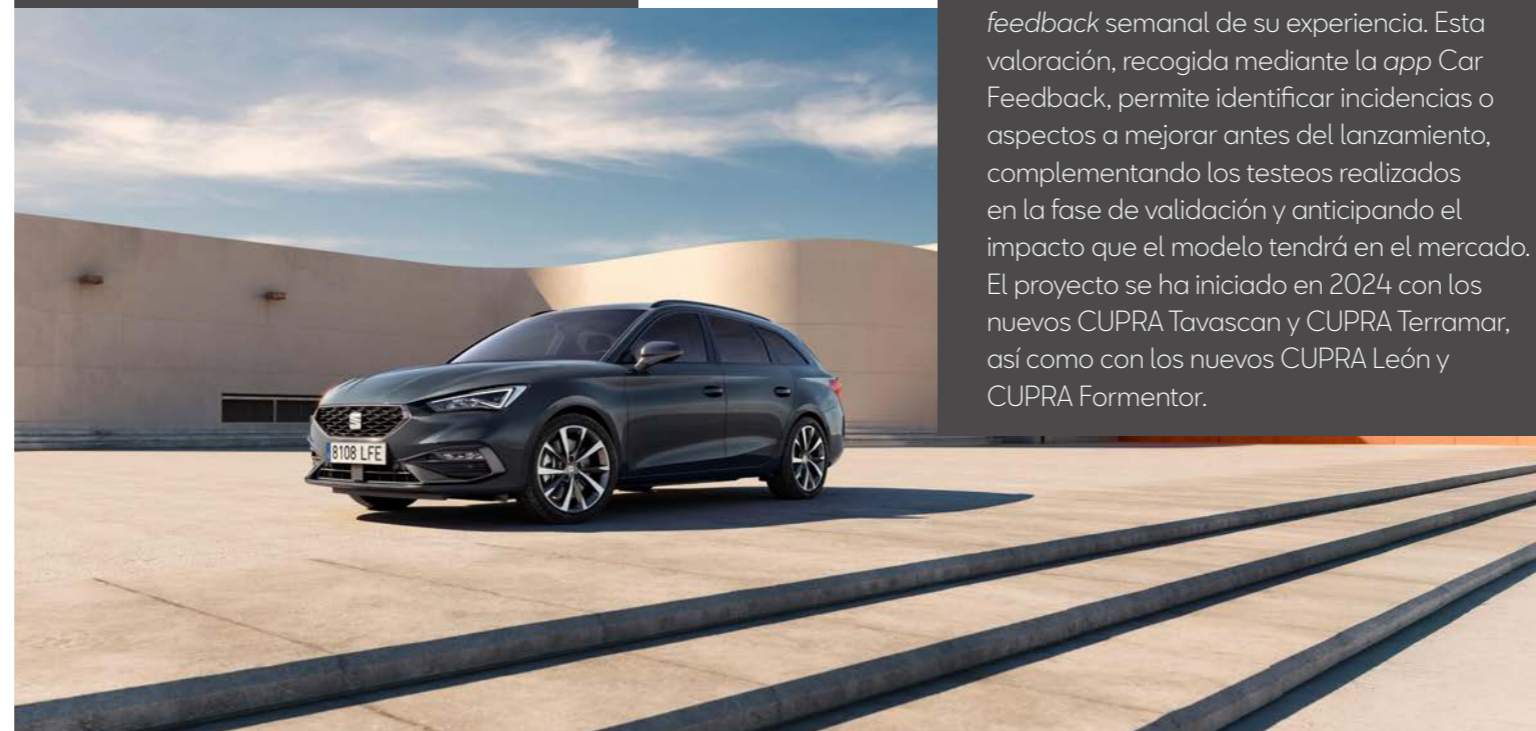 feedback semanal de su experiencia. Esta
valoración, recogida mediante la app Car
Feedback, permite identificar incidencias o
aspectos a mejorar antes del lanzamiento,
complementando los testeos realizados
en la fase de validación y anticipando el
impacto que el modelo tendrá en el mercado.
El proyecto se ha iniciado en 2024 con los
nuevos CUPRA Tavascan y CUPRA Terramar,
así como con los nuevos CUPRA León y
CUPRA Formentor.
8108 LFE